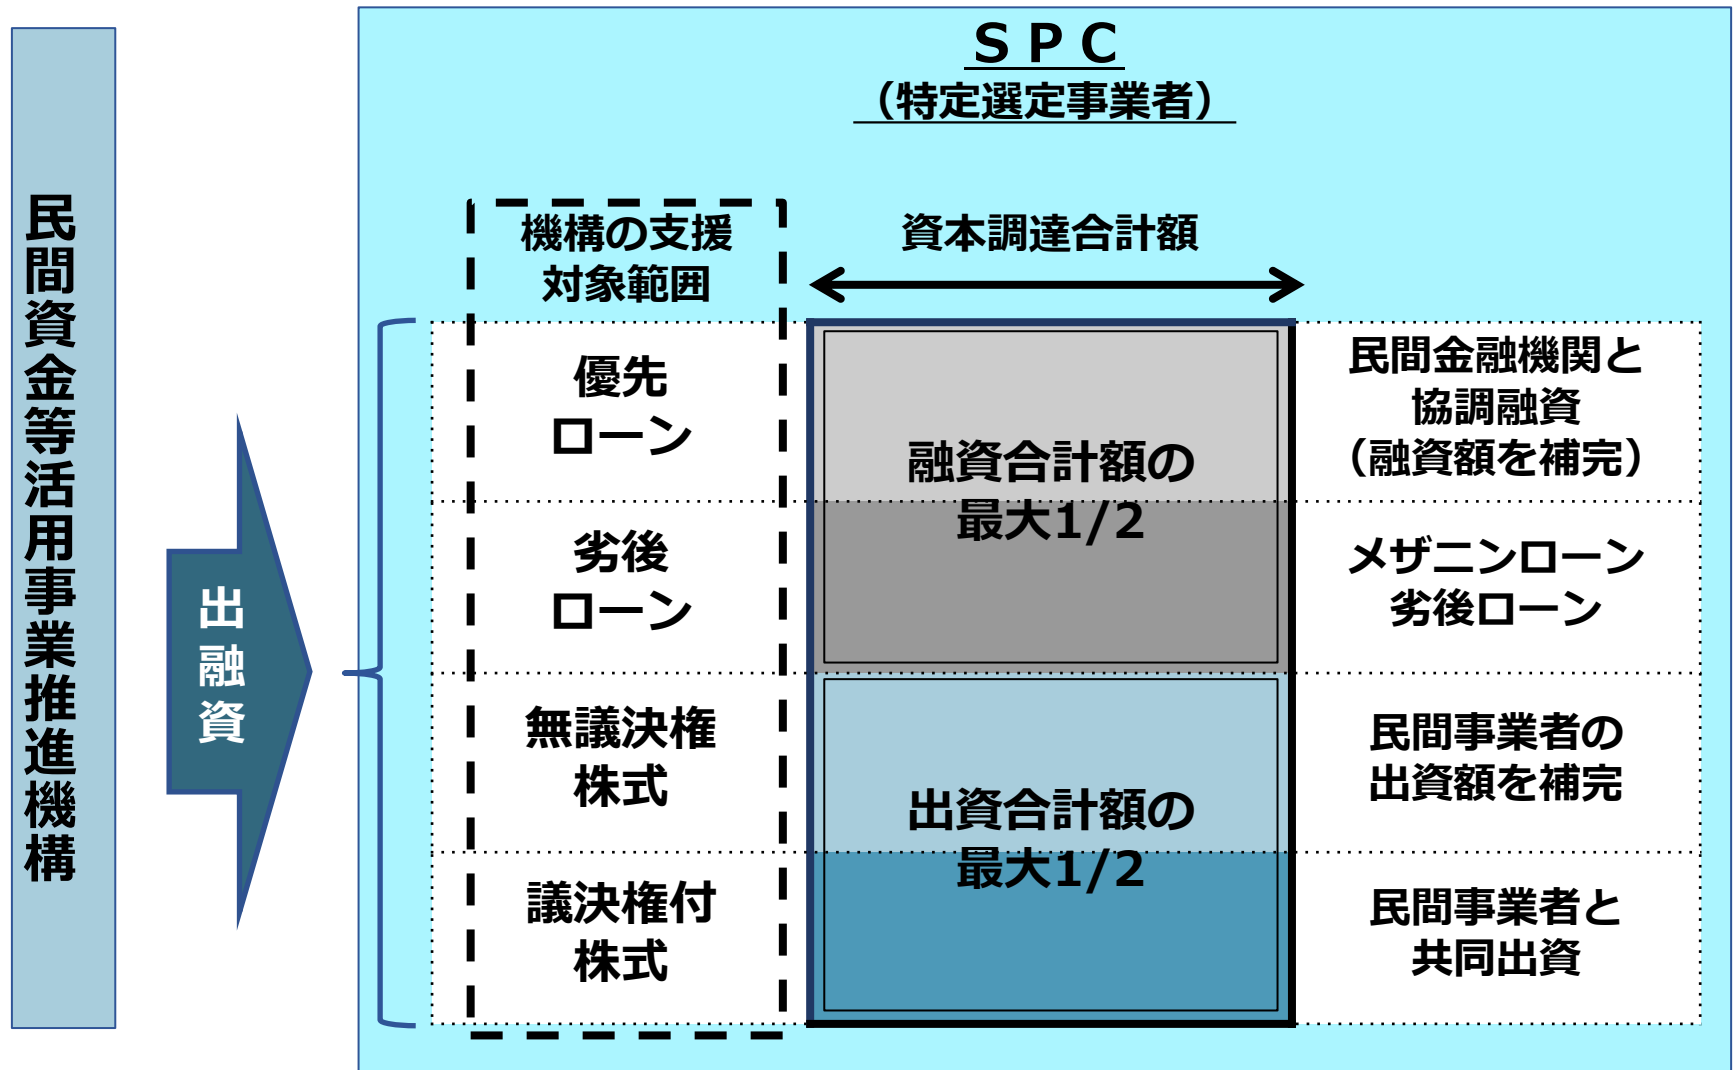 民間資金等活用事業推進機構
出融資
ＳＰＣ
（特定選定事業者）
機構の支援
対象範囲
資本調達合計額
優先
ローン
融資合計額の
最大1/2
民間金融機関と
協調融資
（融資額を補完）
劣後
ローン
メザニンローン
劣後ローン
無議決権
株式
出資合計額の
最大1/2
民間事業者の
出資額を補完
議決権付
株式
民間事業者と
共同出資